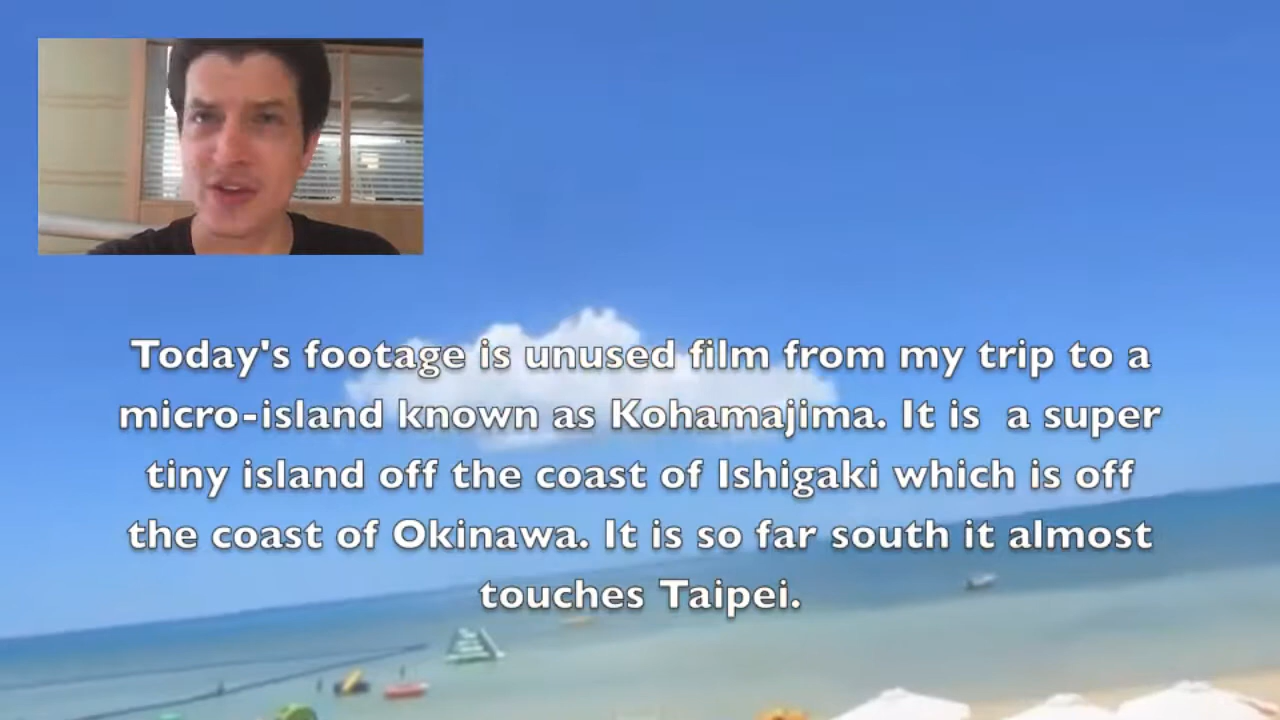 Today's footage is unused film from my trip to a
micro-island known as Kohamajima. It is  a super
tiny island off the coast of Ishigaki which is off
the coast of Okinawa. It is so far south it almost
touches Taipei.